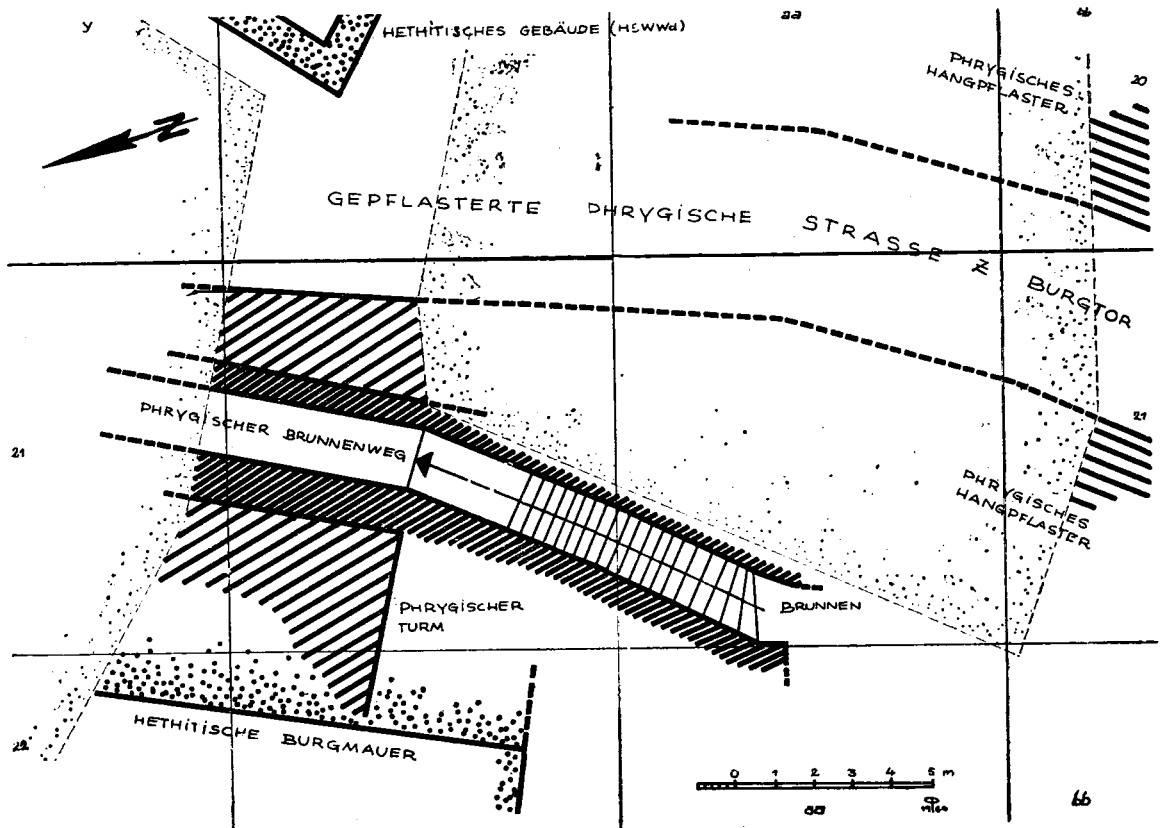 y
aa
bb
HETHITISCHES GEBÄUDE (HSWWd)
PHRYGISCHES
HANGPFLASTER
20
N
GEPFLASTERTE PHRYGISCHE STRASSE Z BURGTOR
21
PHRYGISCHER BRUNNENWEG
21
PHRYGISCHES
HANGPFLASTER
BRUNNEN
PHRYGISCHER
TURM
HETHITISCHE BURGMAUER
22
0 1 2 3 4 5 m
aa
bb